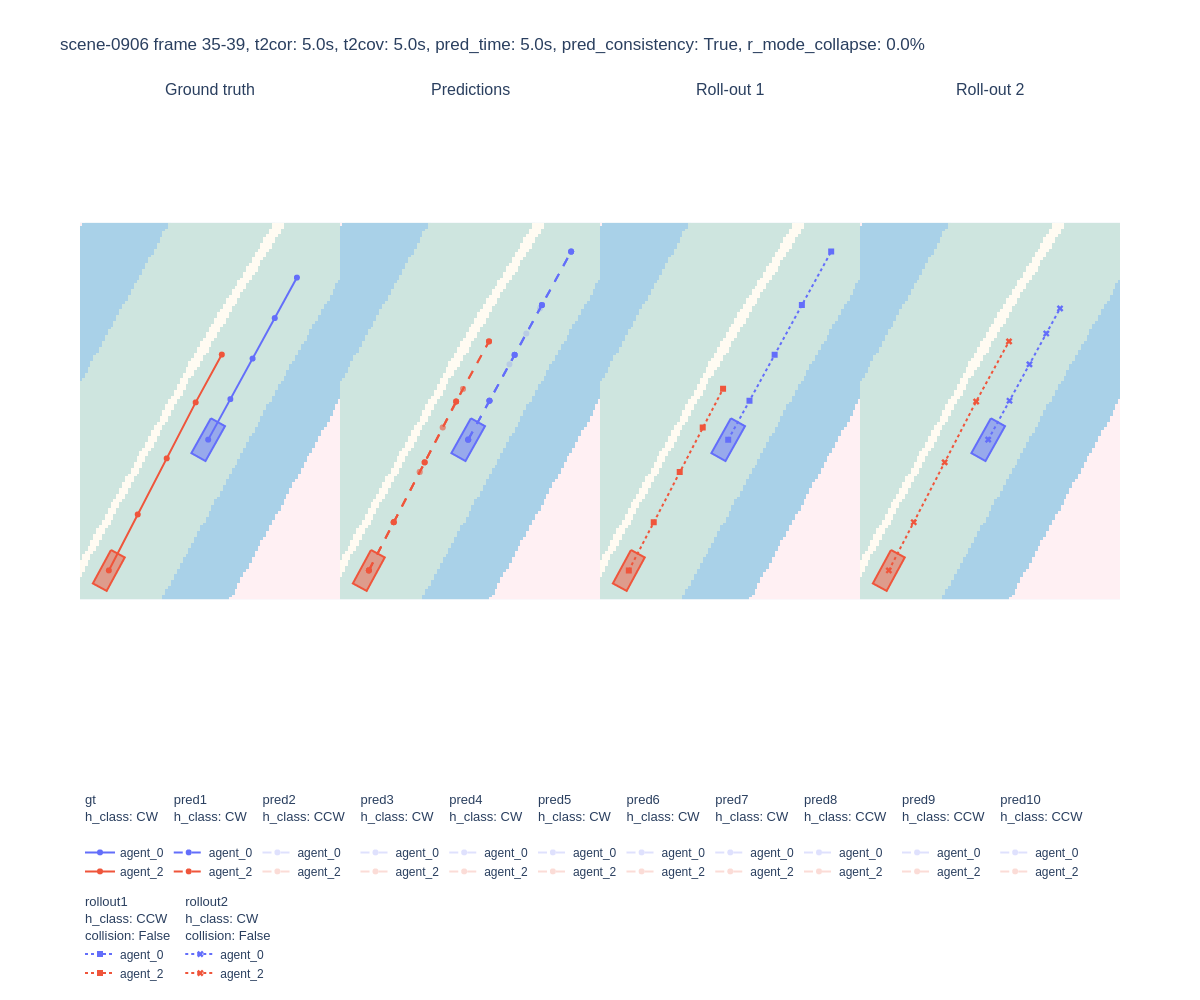 scene-0906 frame 35-39, t2cor: 5.0s, t2cov: 5.0s, pred_time: 5.0s, pred_consistency: True, r_mode_collapse: 0.0%
Ground truth Predictions Roll-out 1 Roll-out 2
gt pred1 pred2 pred3 pred4 pred5 pred6 pred7 pred8 pred9 pred10
h_class: CW h_class: CW h_class: CCW h_class: CW h_class: CW h_class: CW h_class: CW h_class: CW h_class: CCW h_class: CW h_class: CCW
agent_0 agent_0 agent_0 agent_0 agent_0 agent_0 agent_0 agent_0 agent_0 agent_0 agent_0
agent_2 agent_2 agent_2 agent_2 agent_2 agent_2 agent_2 agent_2 agent_2 agent_2 agent_2
rollout1 rollout2
h_class: CCW h_class: CW
collision: False collision: False
agent_0 agent_0
agent_2 agent_2